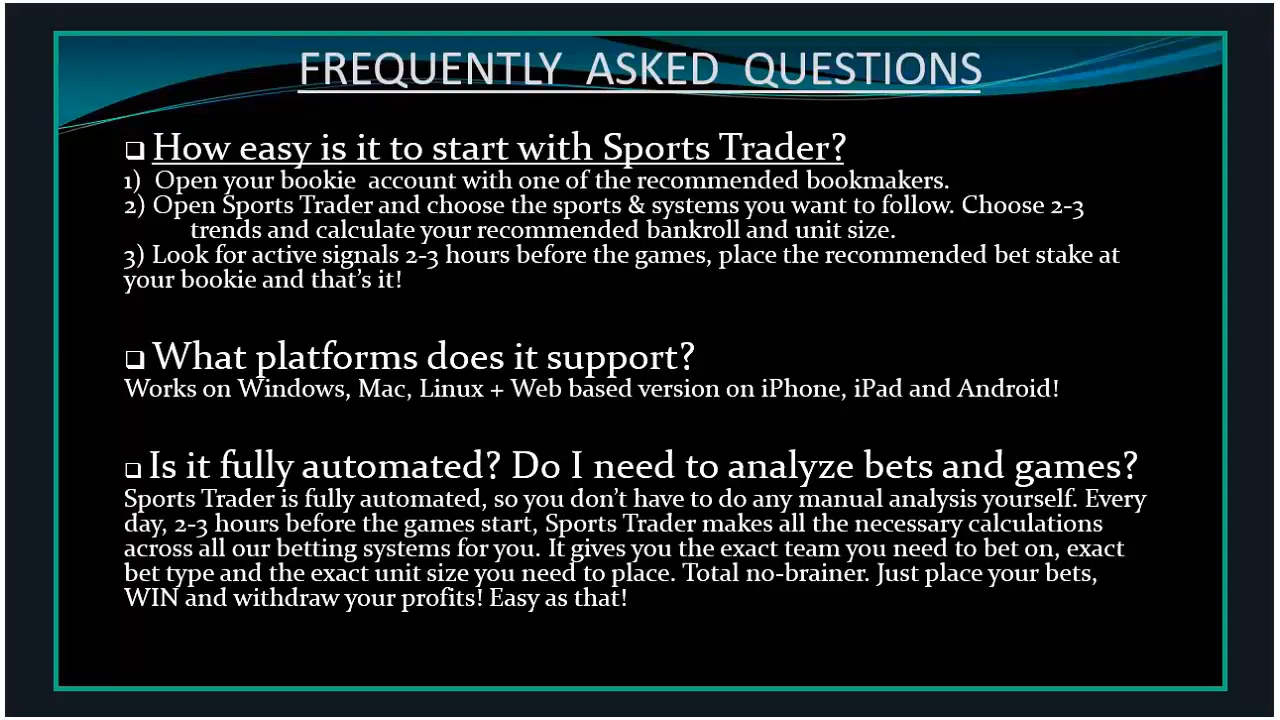 FREQUENTLY ASKED QUESTIONS
❑ How easy is it to start with Sports Trader?
1) Open your bookie account with one of the recommended bookmakers.
2) Open Sports Trader and choose the sports & systems you want to follow. Choose 2-3
trends and calculate your recommended bankroll and unit size.
3) Look for active signals 2-3 hours before the games, place the recommended bet stake at
your bookie and that’s it!
❑ What platforms does it support?
Works on Windows, Mac, Linux + Web based version on iPhone, iPad and Android!
❑ Is it fully automated? Do I need to analyze bets and games?
Sports Trader is fully automated, so you don’t have to do any manual analysis yourself. Every
day, 2-3 hours before the games start, Sports Trader makes all the necessary calculations
across all our betting systems for you. It gives you the exact team you need to bet on, exact
bet type and the exact unit size you need to place. Total no-brainer. Just place your bets,
WIN and withdraw your profits! Easy as that!